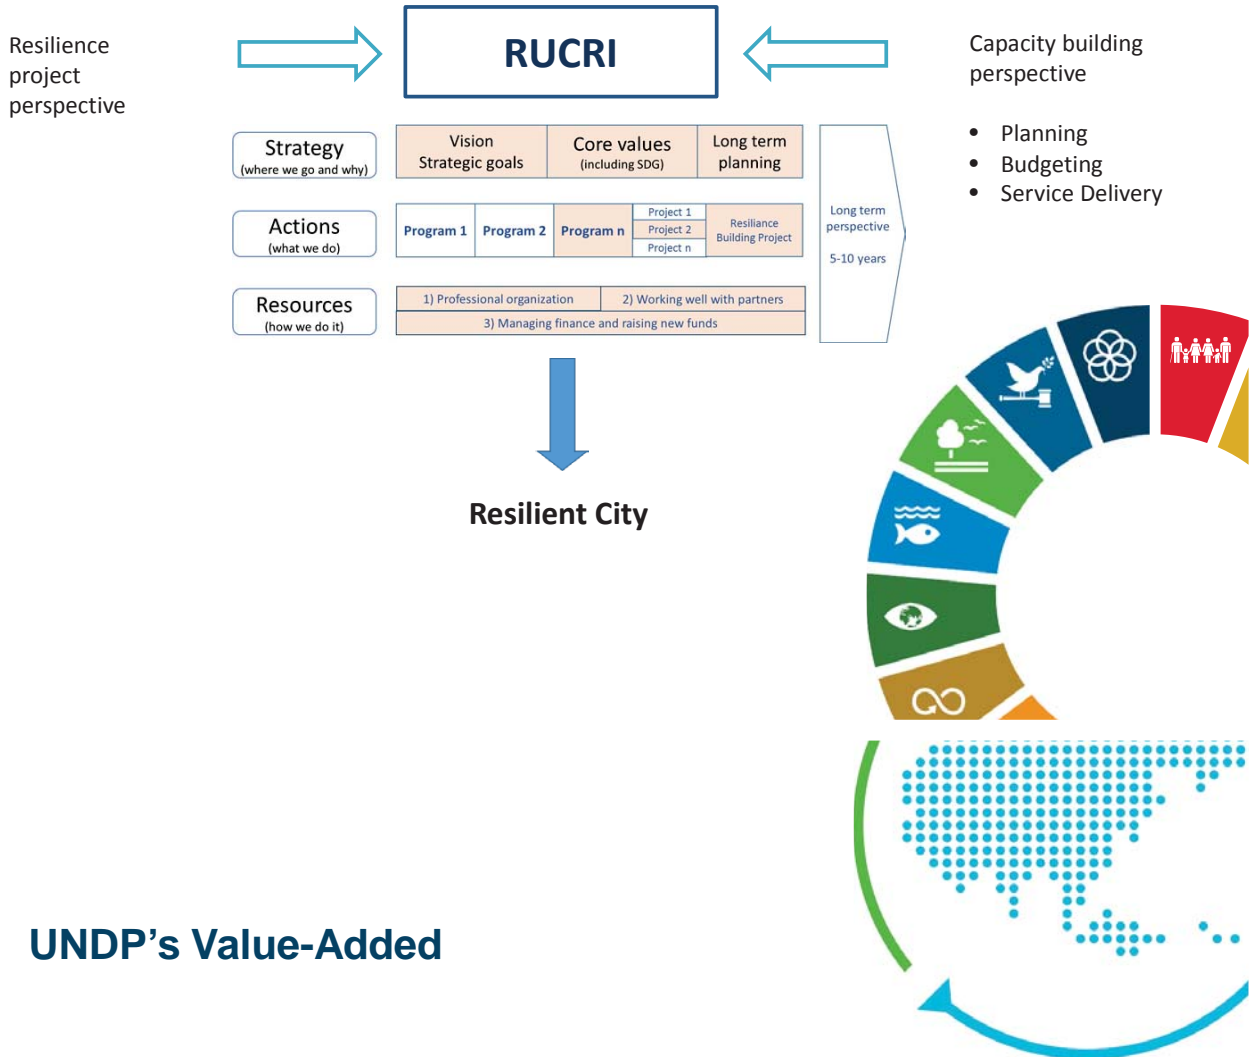 Resilience
project
perspective
RUCRI
Capacity building
perspective
• Planning
• Budgeting
• Service Delivery
Strategy
(where we go and why)
Vision
Strategic goals
Core values
(including SDG)
Long term
planning
Actions
(what we do)
Program 1
Program 2
Program n
Project 1
Project 2
Project n
Resiliance
Building Project
Resources
(how we do it)
1) Professional organization
2) Working well with partners
3) Managing finance and raising new funds
Long term
perspective
5-10 years
Resilient City
UNDP's Value-Added